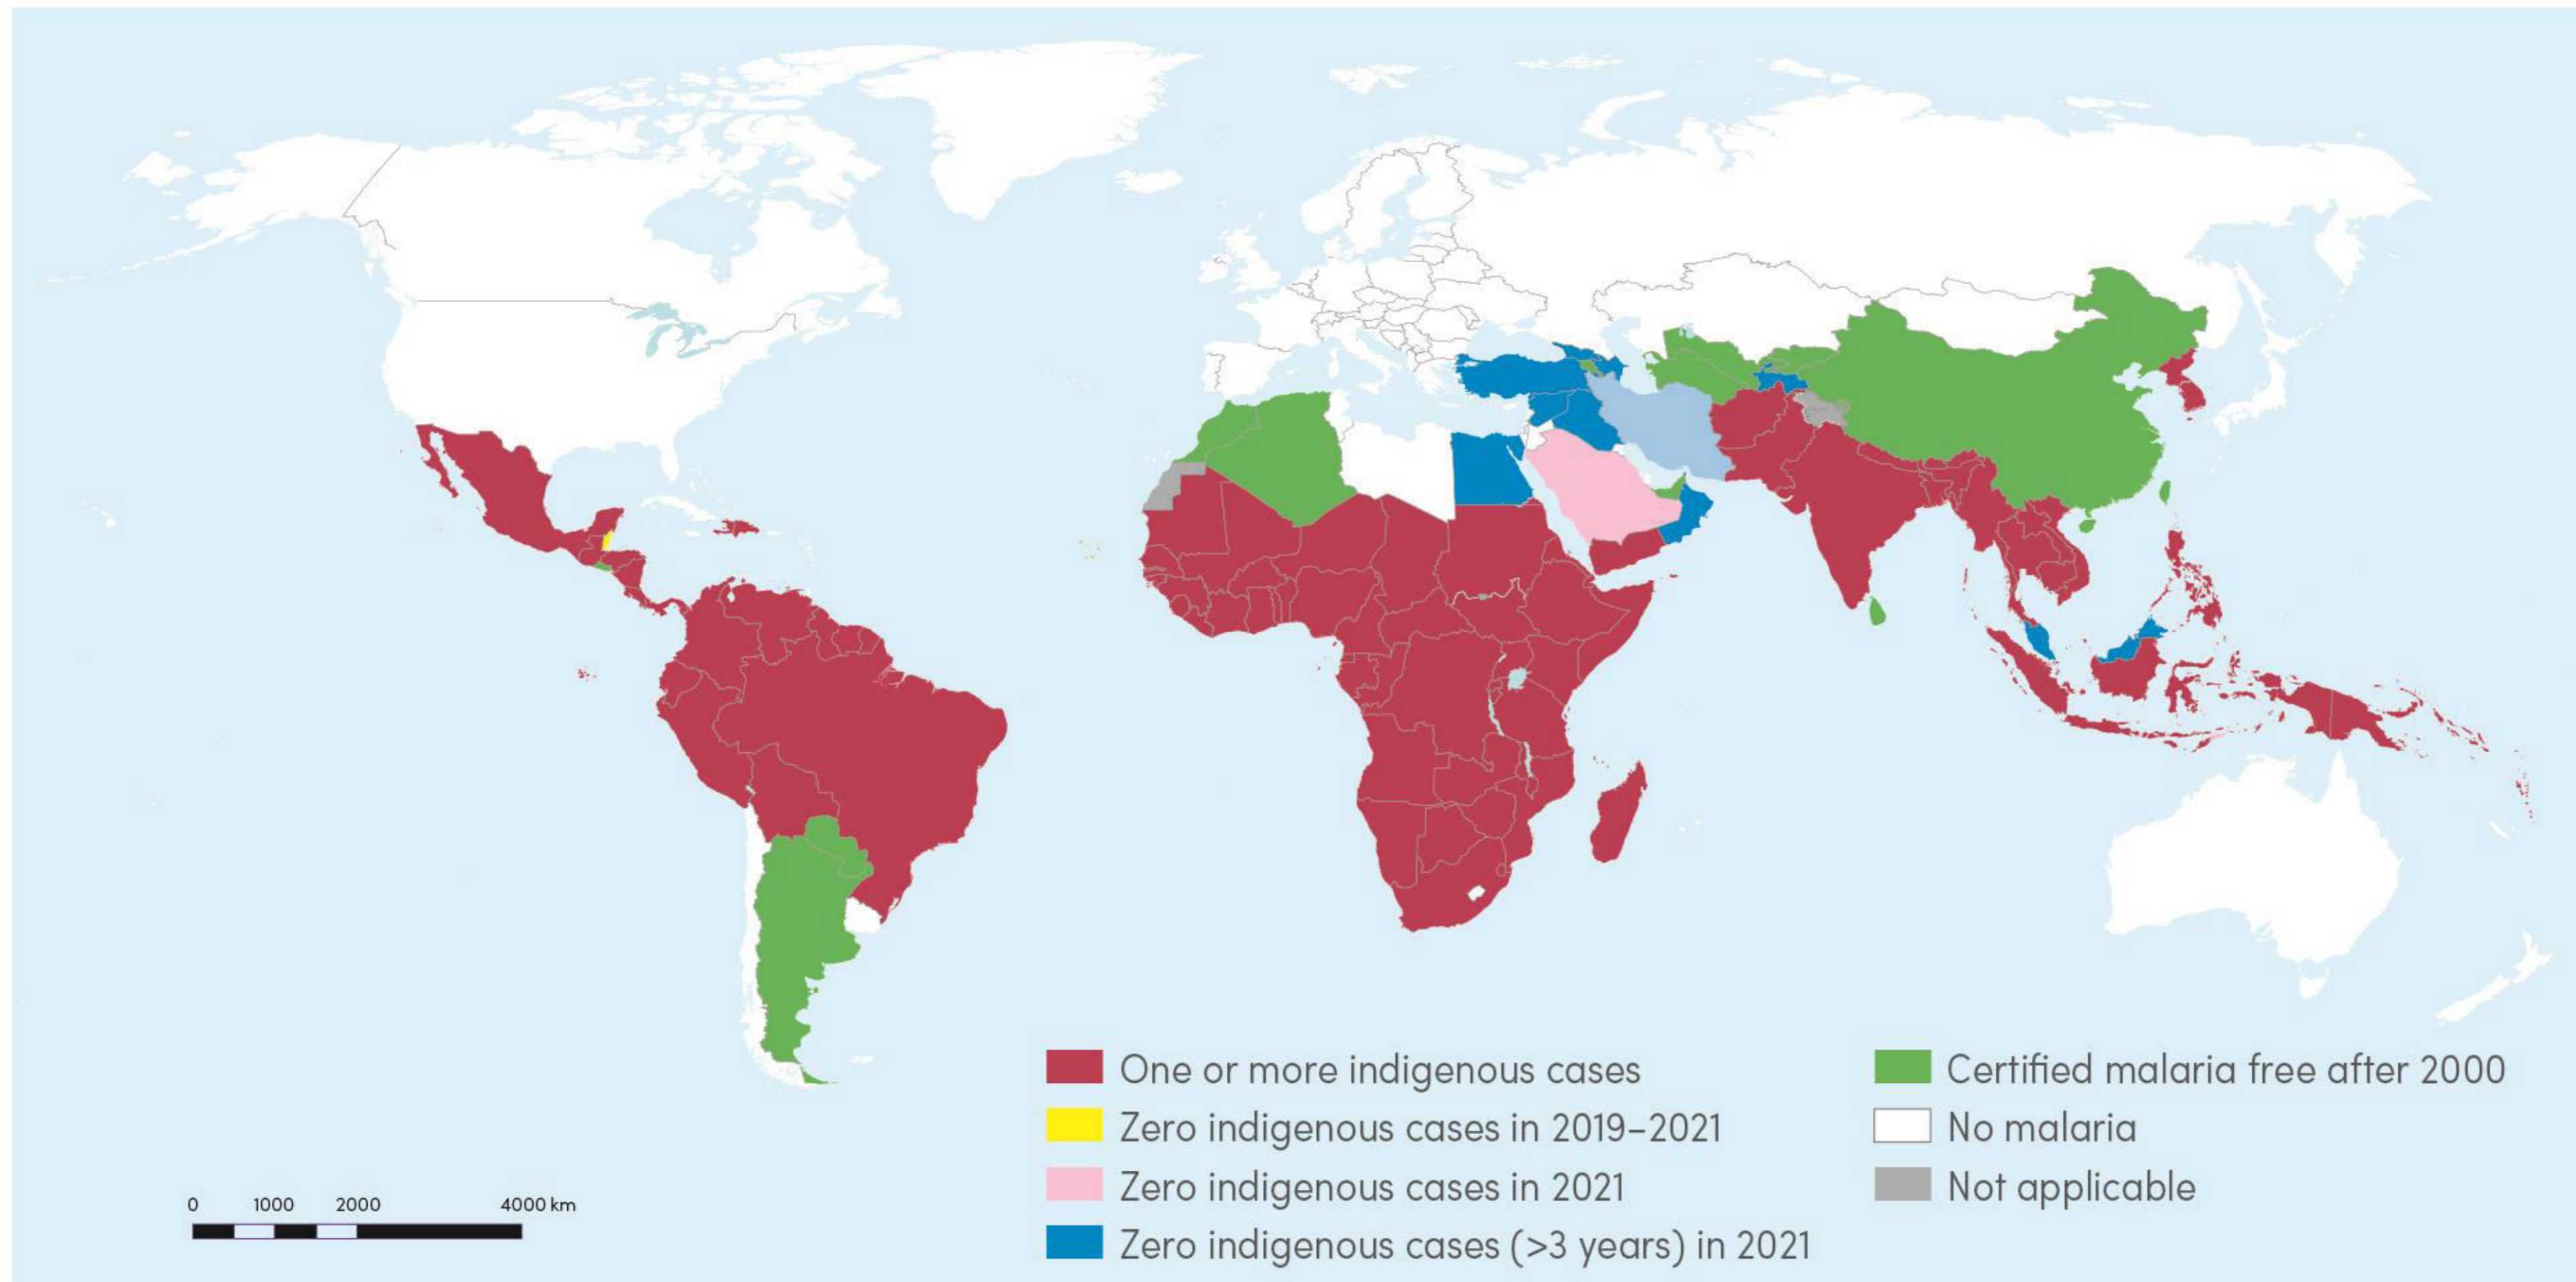 One or more indigenous cases
Zero indigenous cases in 2019–2021
Zero indigenous cases in 2021
Zero indigenous cases (>3 years) in 2021
Certified malaria free after 2000
No malaria
Not applicable
0 1000 2000 4000 km